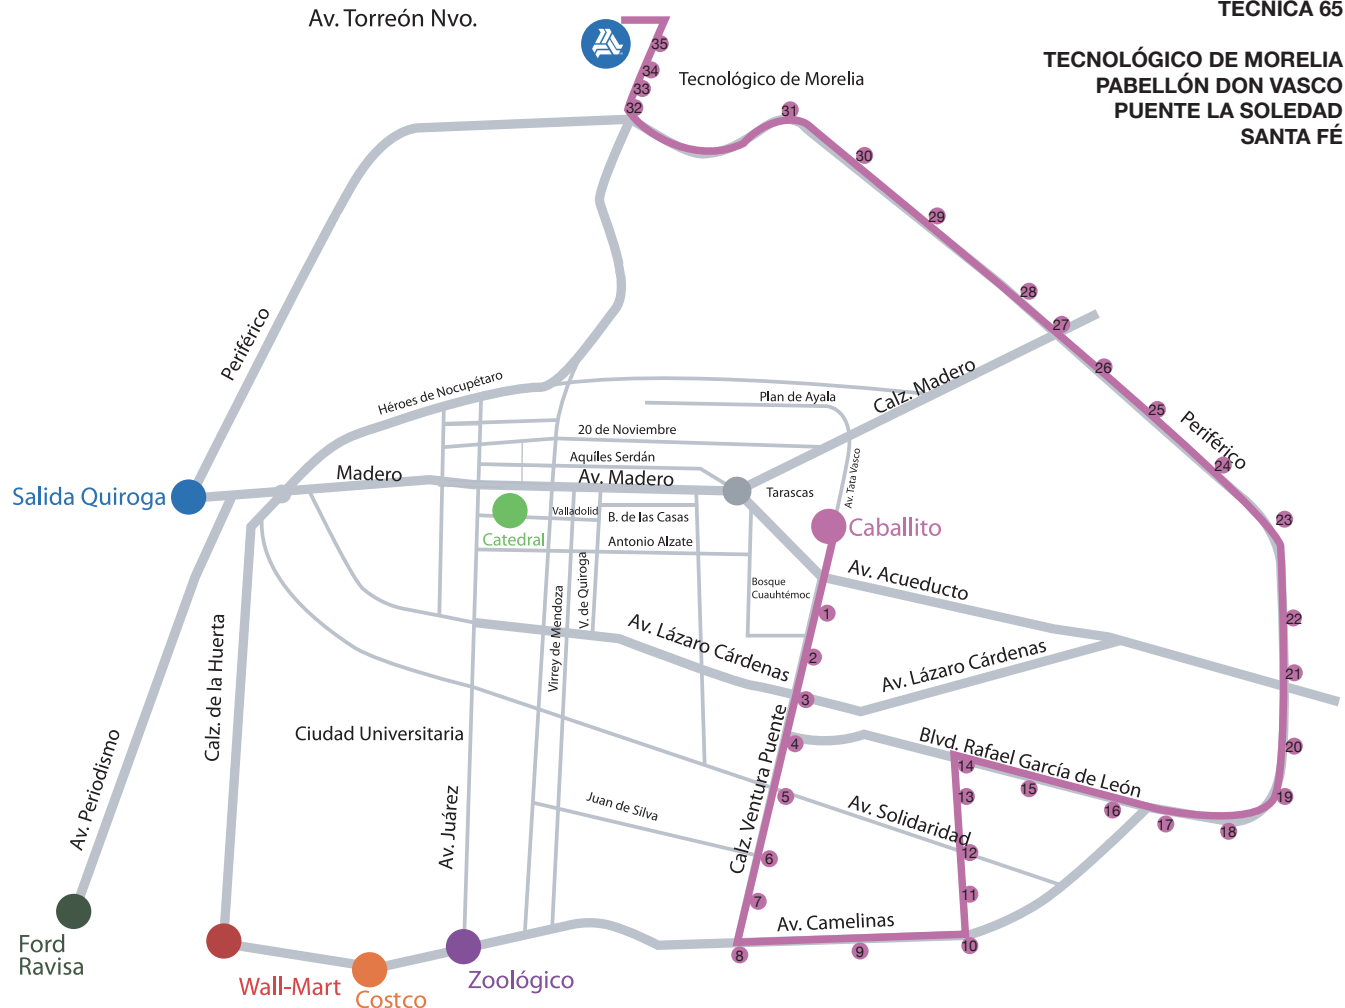 Av. Torreón Nvo.
TECNICA 65
TECNOLÓGICO DE MORELIA
PABELLÓN DON VASCO
PUENTE LA SOLEDAD
SANTA FÉ
35
34
33
32
Tecnológico de Morelia
31
30
29
28
27
26
25
24
23
22
21
20
19
18
17
16
15
14
13
12
11
10
9
8
7
6
5
4
3
2
1
Periférico
Periférico
Héroes de Nocupétaro
Plan de Ayala
Calz. Madero
20 de Noviembre
Aquíles Serdán
Av. Madero
Madero
Salida Quiroga
Tarascas
Av. Tata Vasco
Catedral
Valladolid
B. de las Casas
Antonio Alzate
Caballito
Bosque
Cuauhtémoc
Av. Acueducto
V. de Quiroga
Virrey de Mendoza
Av. Lázaro Cárdenas
Av. Lázaro Cárdenas
Calz. de la Huerta
Ciudad Universitaria
Blvd. Rafael García de León
Calz. Ventura Puente
Av. Periodismo
Av. Juárez
Juan de Silva
Av. Solidaridad
Av. Camelinas
Ford
Ravisa
Wall-Mart
Costco
Zoológico